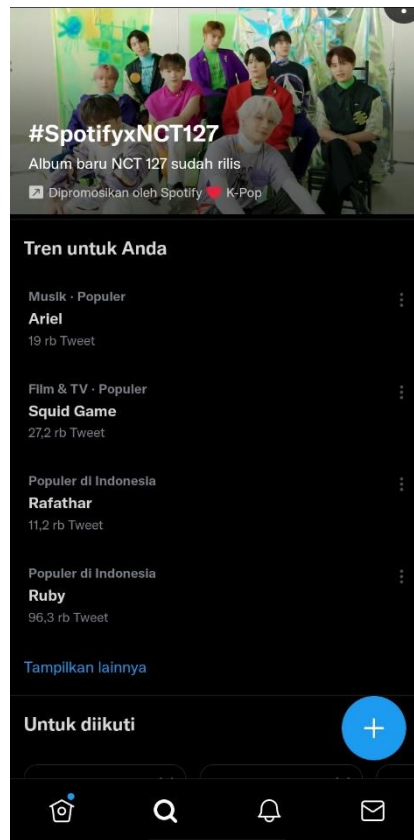 #SpotifyxNCT127
Album baru NCT 127 sudah rilis
Dipromosikan oleh Spotify ❤️ K-Pop
Tren untuk Anda
Musik · Populer
Ariel
19 rb Tweet
Film & TV · Populer
Squid Game
27,2 rb Tweet
Populer di Indonesia
Rafathar
11,2 rb Tweet
Populer di Indonesia
Ruby
96,3 rb Tweet
Tampilkan lainnya
Untuk diikuti